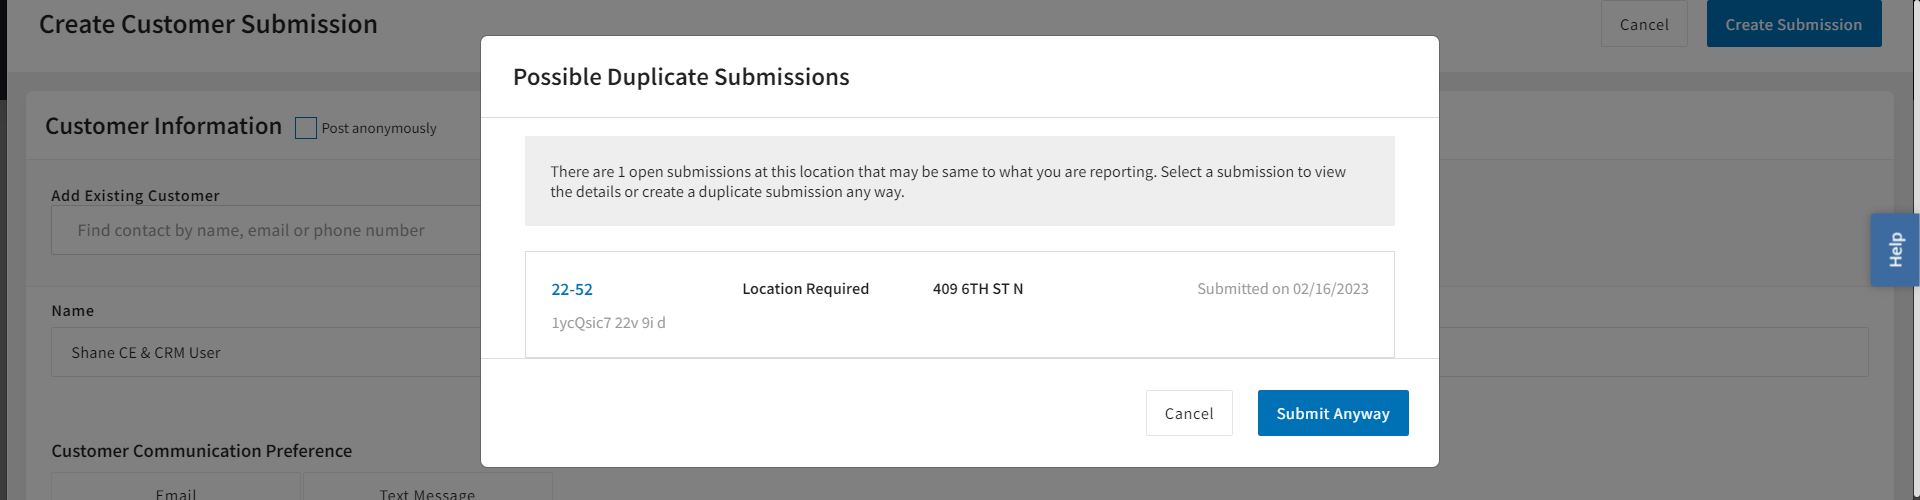 Create Customer Submission
Cancel
Create Submission
Possible Duplicate Submissions
Customer Information
Post anonymously
There are 1 open submissions at this location that may be same to what you are reporting. Select a submission to view
the details or create a duplicate submission any way.
Add Existing Customer
Find contact by name, email or phone number
Help
22-52
Location Required
409 6TH ST N
Submitted on 02/16/2023
1ycQsic7 22v 9i d
Name
Shane CE & CRM User
Cancel
Submit Anyway
Customer Communication Preference
Email
Text Message